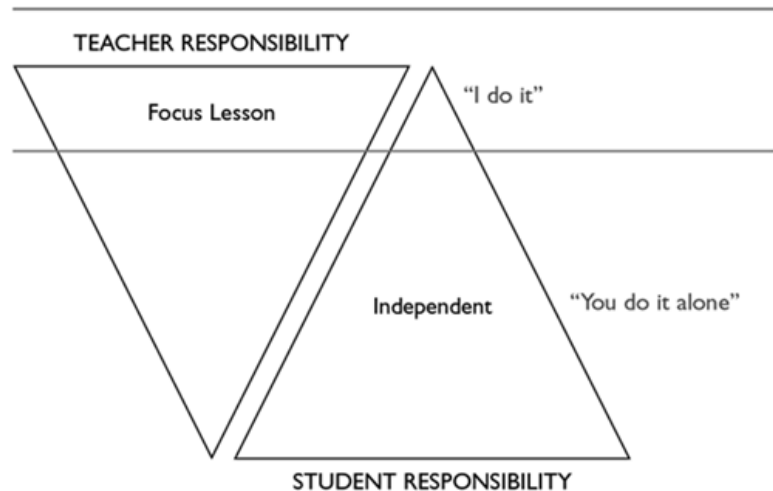 TEACHER RESPONSIBILITY
Focus Lesson
“I do it”
Independent
“You do it alone”
STUDENT RESPONSIBILITY